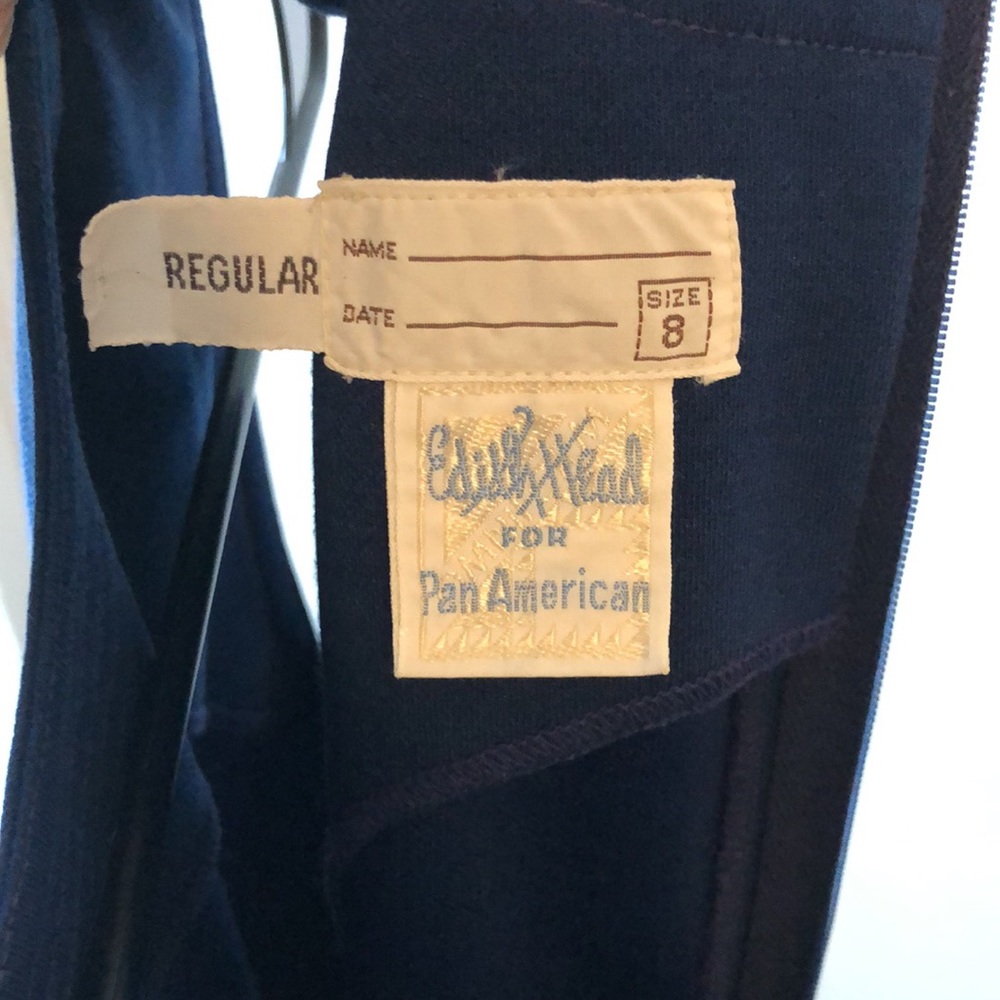 REGULAR
NAME
DATE
SIZE
8
Edith Head
FOR
Pan American